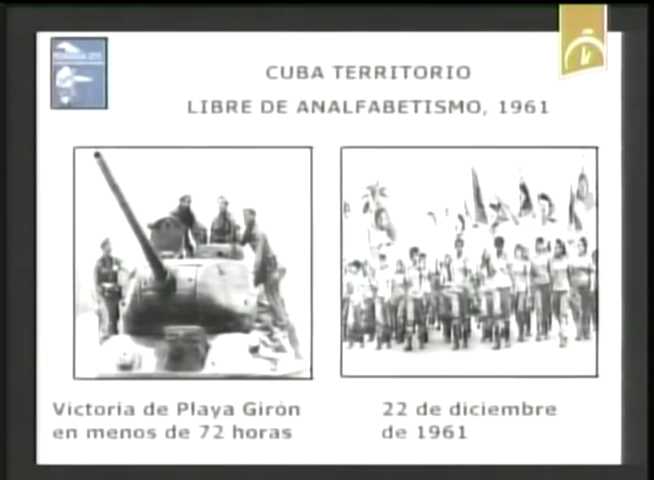 CUBA TERRITORIO
LIBRE DE ANALFABETISMO, 1961
Victoria de Playa Girón
en menos de 72 horas
22 de diciembre
de 1961